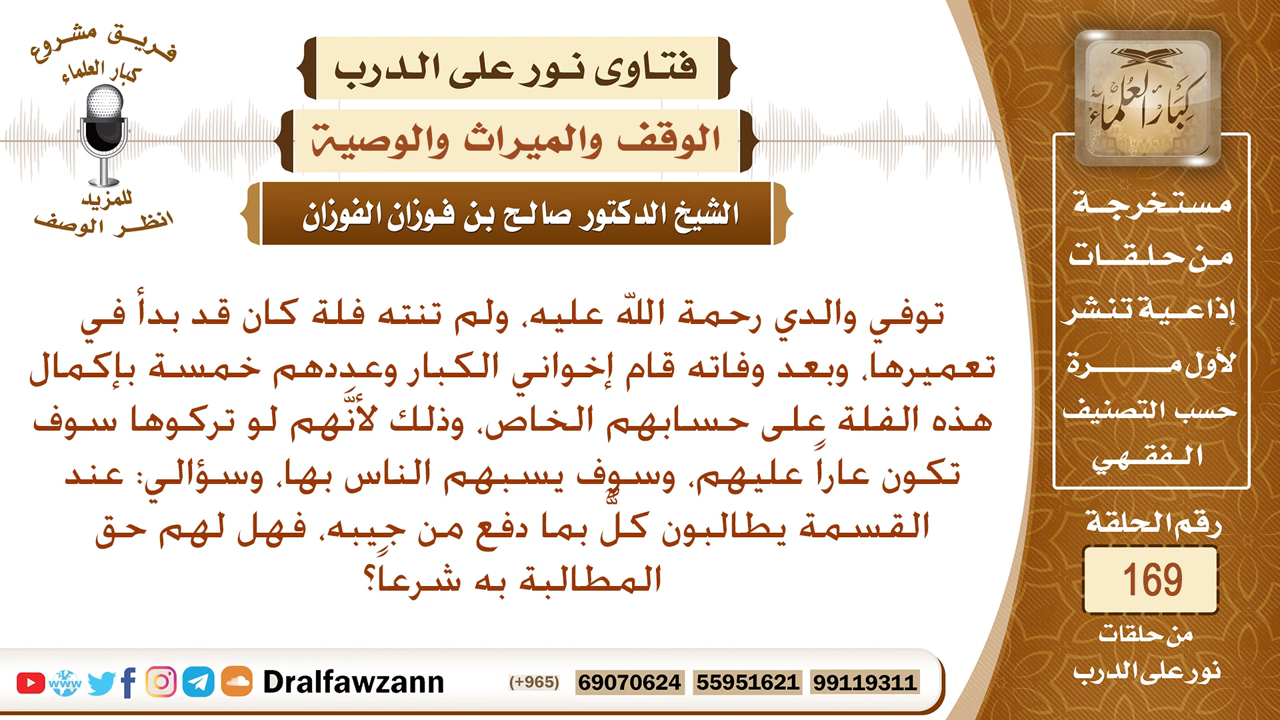 فريق مشروع
كبار العلماء
للمزيد
انظر الوصف
فتاوى نور على الدرب
الوقف والميراث والوصية
الشيخ الدكتور صالح بن فوزان الفوزان
توفي والدي رحمة الله عليه، ولم تنته فلة كان قد بدأ في
تعميرها، وبعد وفاته قام إخواني الكبار وعددهم خمسة بإكمال
هذه الفلة على حسابهم الخاص، وذلك لأنَّهم لو تركوها سوف
تكون عاراً عليهم، وسوف يسبهم الناس بها، وسؤالي: عند
القسمة يطالبون كلٌّ بما دفع من جيبه، فهل لهم حق
المطالبة به شرعاً؟
كبار العلماء
مستخرجة
من حلقات
إذاعية تنشر
لأول مرة
حسب التصنيف
الفقهي
رقم الحلقة
169
من حلقات
نور على الدرب
www
Dralfawzann
(+965) 69070624 55951621 99119311